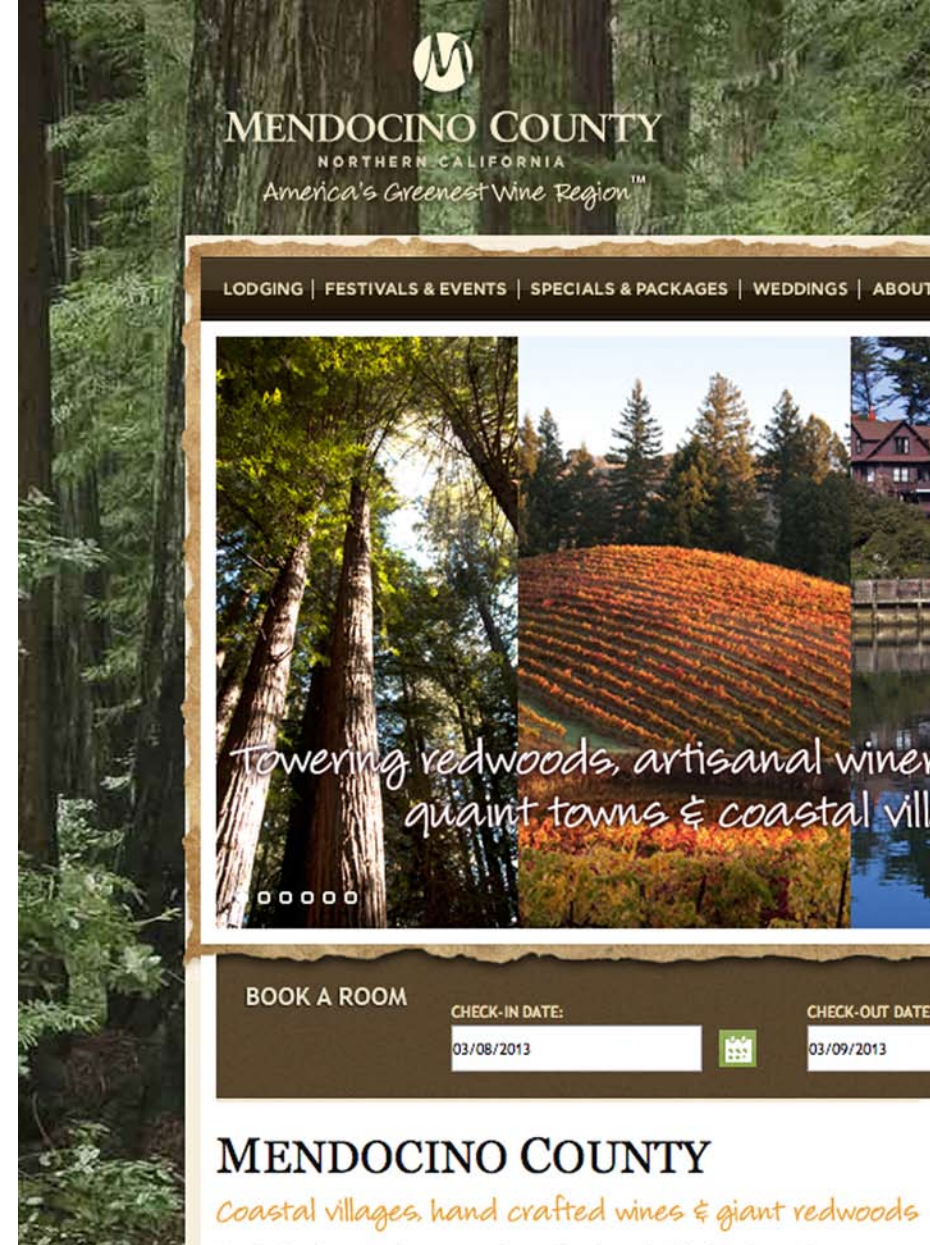 M
MENDOCINO COUNTY
NORTHERN CALIFORNIA
America's Greenest Wine Region™
LODGING | FESTIVALS & EVENTS | SPECIALS & PACKAGES | WEDDINGS | ABOUT
Towering redwoods, artisanal winer
quaint towns & coastal vill
BOOK A ROOM
CHECK-IN DATE:
CHECK-OUT DATE
03/08/2013
03/09/2013
MENDOCINO COUNTY
Coastal villages, hand crafted wines & giant redwoods